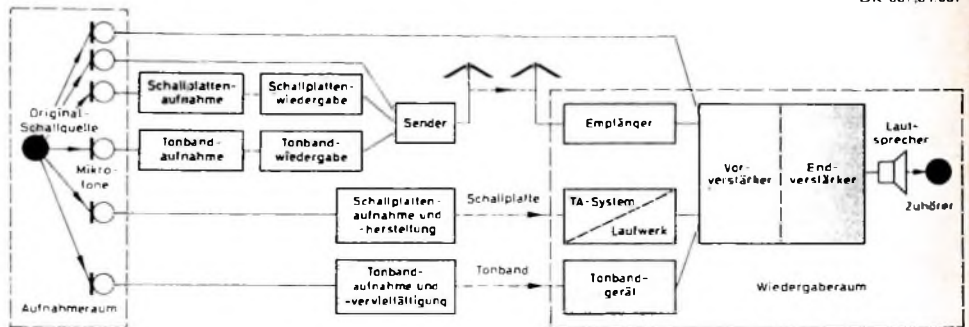 Original-
Schallquelle
Mikro-
fone
Aufnahmeraum
Schallplatten-
aufnahme
Schallplatten-
wiedergabe
Tonband-
aufnahme
Tonband-
wiedergabe
Sender
Schallplatten-
aufnahme und
-herstellung
Schallplatte
Tonband-
aufnahme und
-vervielfältigung
Tonband
Empfänger
TA-System
Laufwerk
Tonband-
gerät
Vor-
verstärker
End-
verstärker
Laut-
sprecher
Zuhörer
Wiedergaberaum